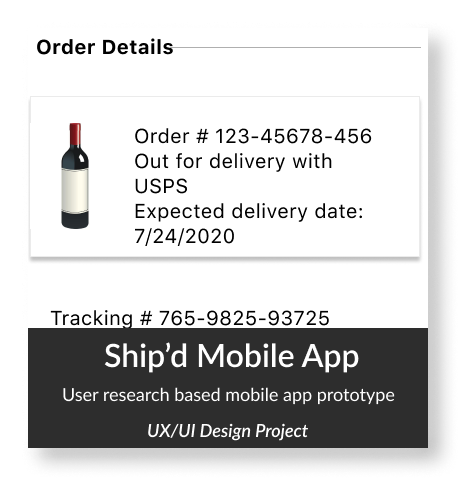 Order Details
Order # 123-45678-456
Out for delivery with
USPS
Expected delivery date:
7/24/2020
Tracking # 765-9825-93725
Ship’d Mobile App
User research based mobile app prototype
UX/UI Design Project